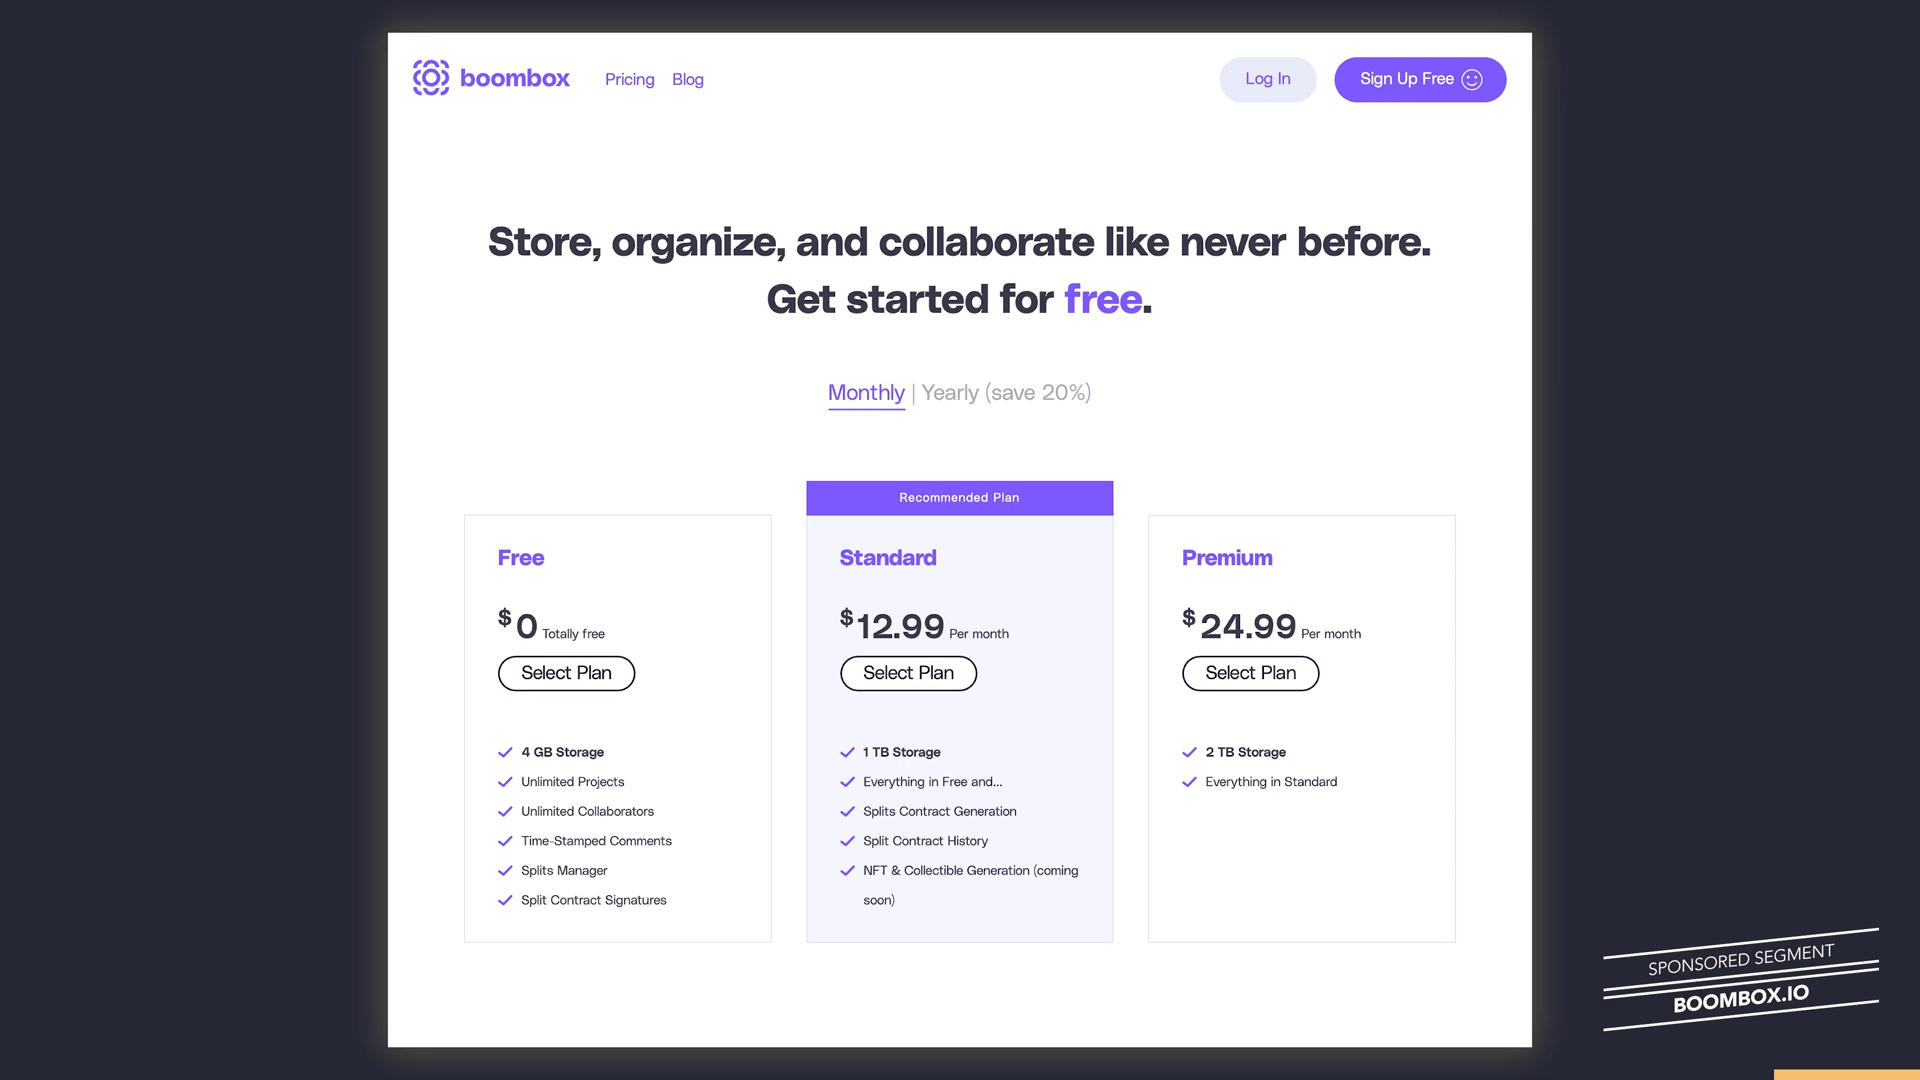 boombox
Pricing
Blog
Log In
Sign Up Free
Store, organize, and collaborate like never before.
Get started for free.
Monthly | Yearly (save 20%)
Recommended Plan
Free
$0 Totally free
Select Plan
4 GB Storage
Unlimited Projects
Unlimited Collaborators
Time-Stamped Comments
Splits Manager
Split Contract Signatures
Standard
$12.99 Per month
Select Plan
1 TB Storage
Everything in Free and...
Splits Contract Generation
Split Contract History
NFT & Collectible Generation (coming
soon)
Premium
$24.99 Per month
Select Plan
2 TB Storage
Everything in Standard
SPONSORED SEGMENT
BOOMBOX.IO